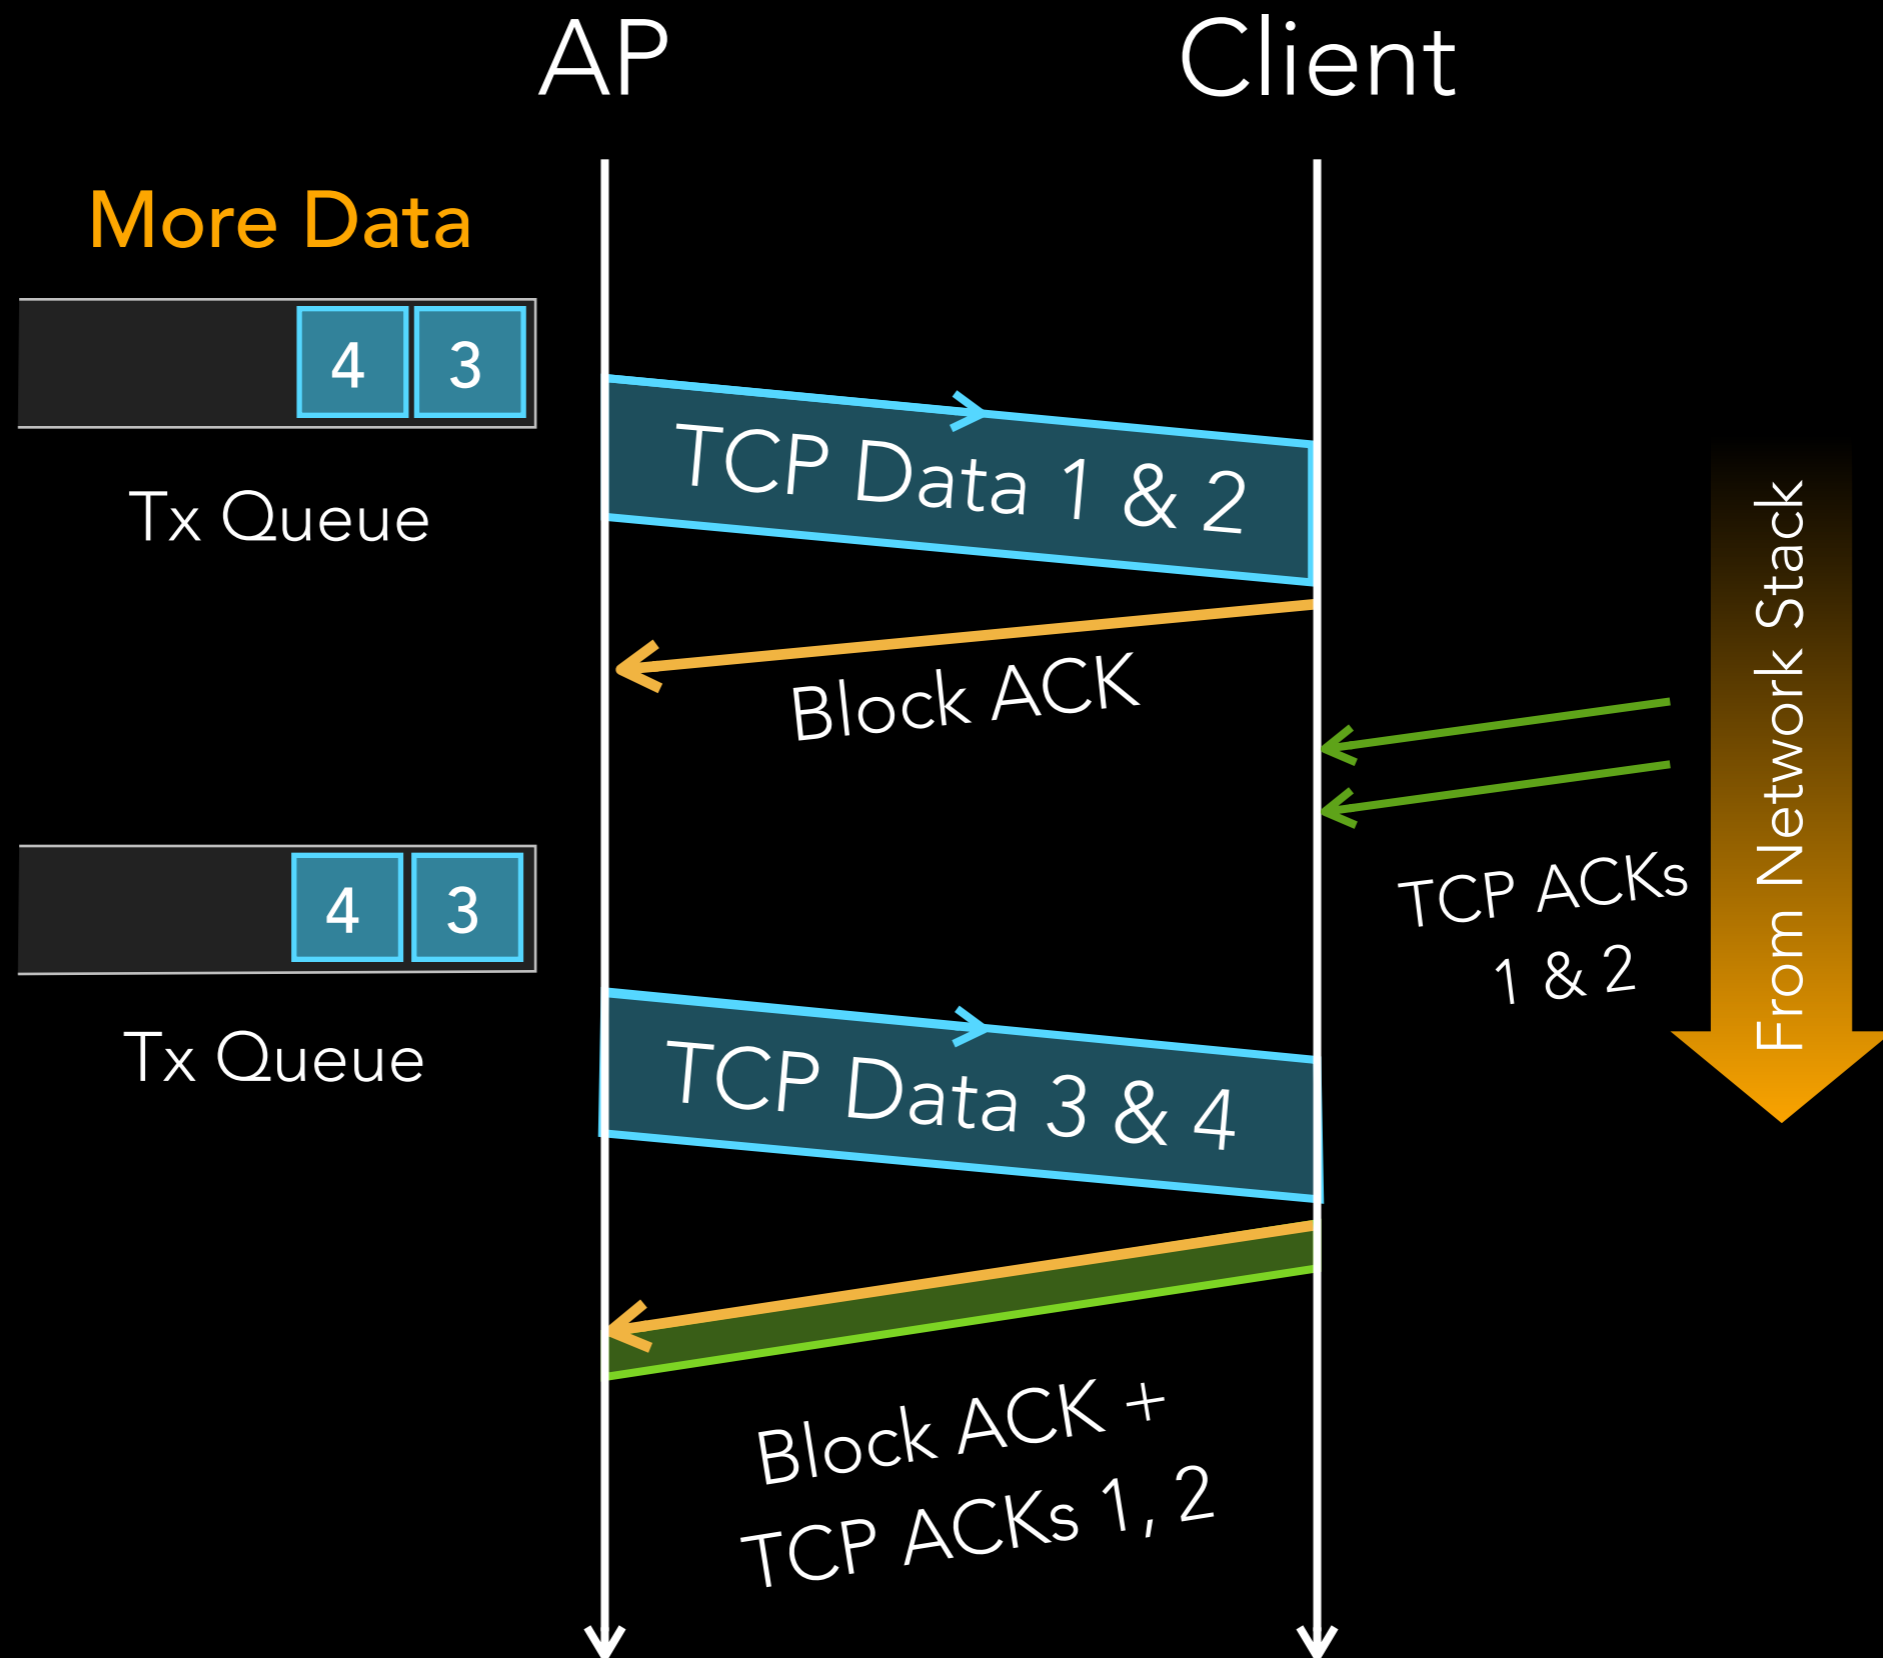 AP
Client
More Data
4 3
Tx Queue
TCP Data 1 & 2
Block ACK
From Network Stack
TCP ACKs
1 & 2
4 3
Tx Queue
TCP Data 3 & 4
Block ACK +
TCP ACKs 1, 2